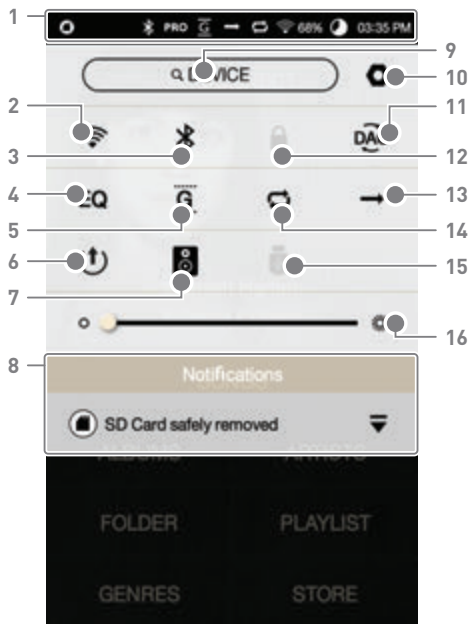 1
PRO G 68% 03:35 PM
9
DEVICE
10
2
11
DAC
3
12
4
EQ
G
13
5
14
6
15
7
16
8
Notifications
SD Card safely removed
ALBUMS ARTISTS
FOLDER PLAYLIST
GENRES STORE